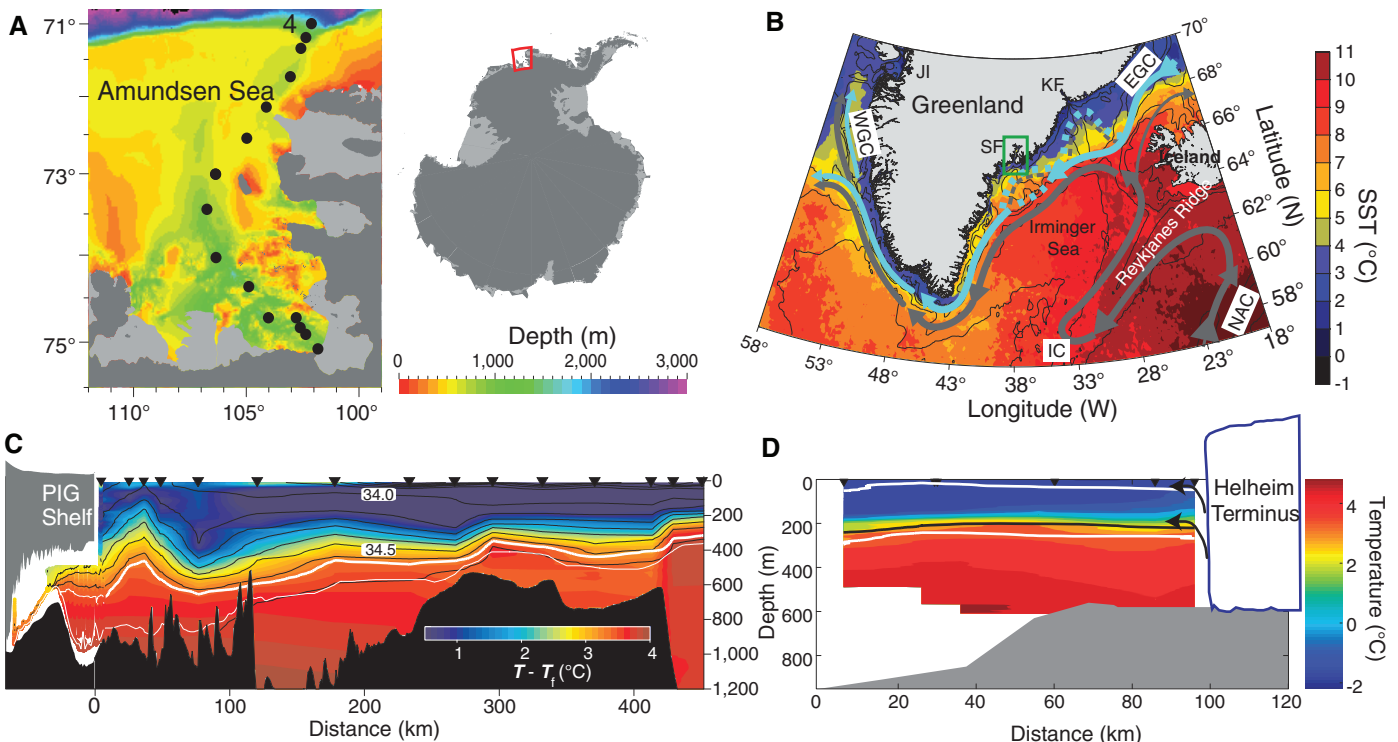 A
71°
73°
75°
110°
105°
100°
4
Amundsen Sea
Depth (m)
0
1,000
2,000
3,000
B
JI
Greenland
KF
EGC
WGC
SF
Iceland
Irminger
Sea
Reykjanes Ridge
IC
NAC
70°
68°
66°
64°
62°
60°
58°
Latitude (N)
58°
53°
48°
43°
38°
33°
28°
23°
18°
Longitude (W)
11
10
9
8
7
6
5
4
3
2
1
0
-1
SST (°C)
C
PIG
Shelf
34.0
34.5
0
200
400
600
800
1,000
1,200
1
2
3
4
T - Tf (°C)
0
100
200
300
400
Distance (km)
D
0
200
400
600
800
Depth (m)
Helheim
Terminus
0
20
40
60
80
100
120
Distance (km)
4
2
0
-2
Temperature (°C)